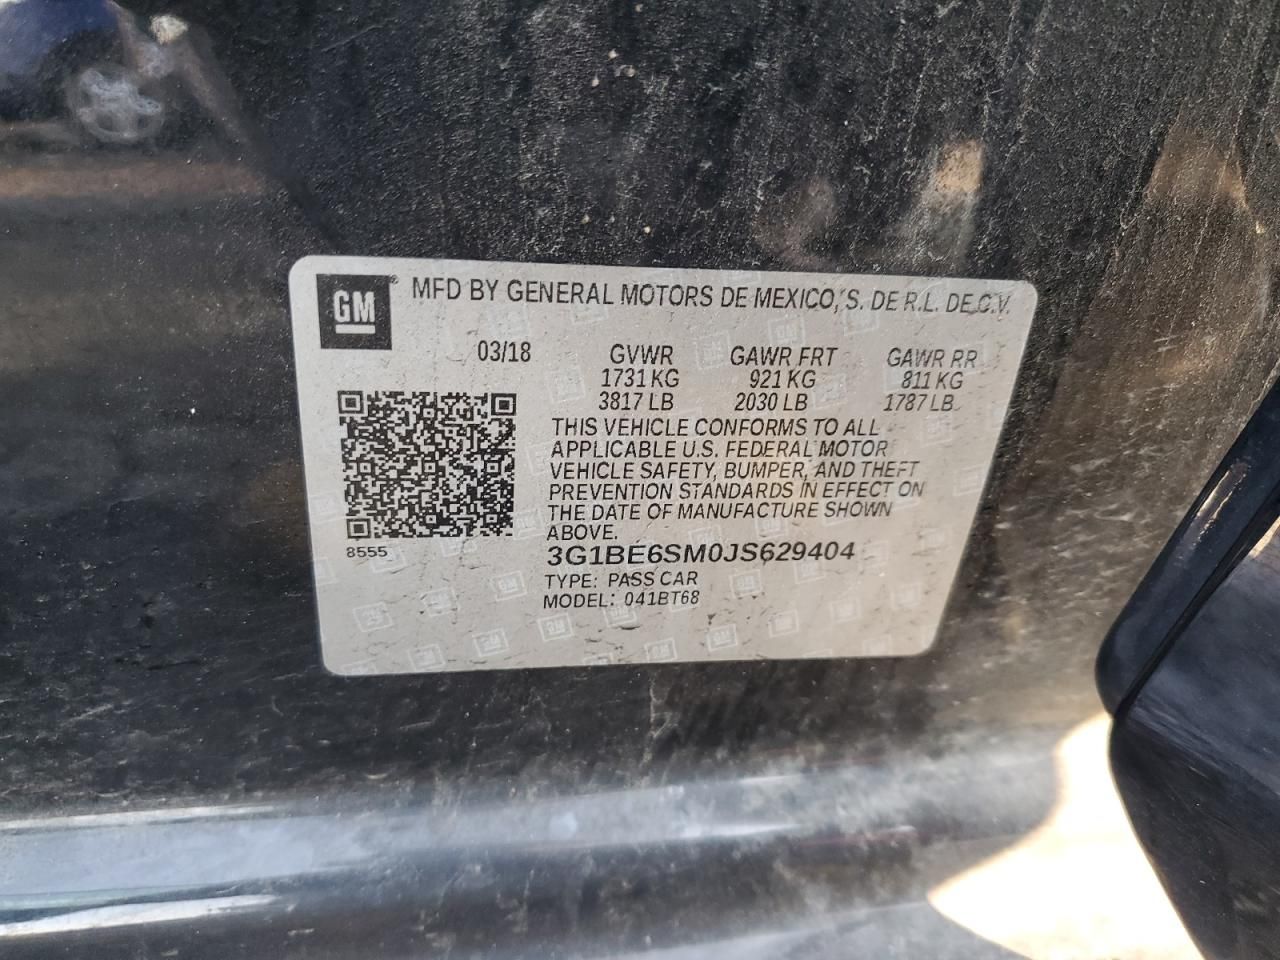 GM
MFD BY GENERAL MOTORS DE MEXICO, S. DE R.L. DE C.V.
03/18 GVWR GAWR FRT GAWR RR
1731 KG 921 KG 811 KG
3817 LB 2030 LB 1787 LB
THIS VEHICLE CONFORMS TO ALL
APPLICABLE U.S. FEDERAL MOTOR
VEHICLE SAFETY, BUMPER, AND THEFT
PREVENTION STANDARDS IN EFFECT ON
THE DATE OF MANUFACTURE SHOWN
ABOVE.
8555
3G1BE6SM0JS629404
TYPE: PASS CAR
MODEL: 041BT68